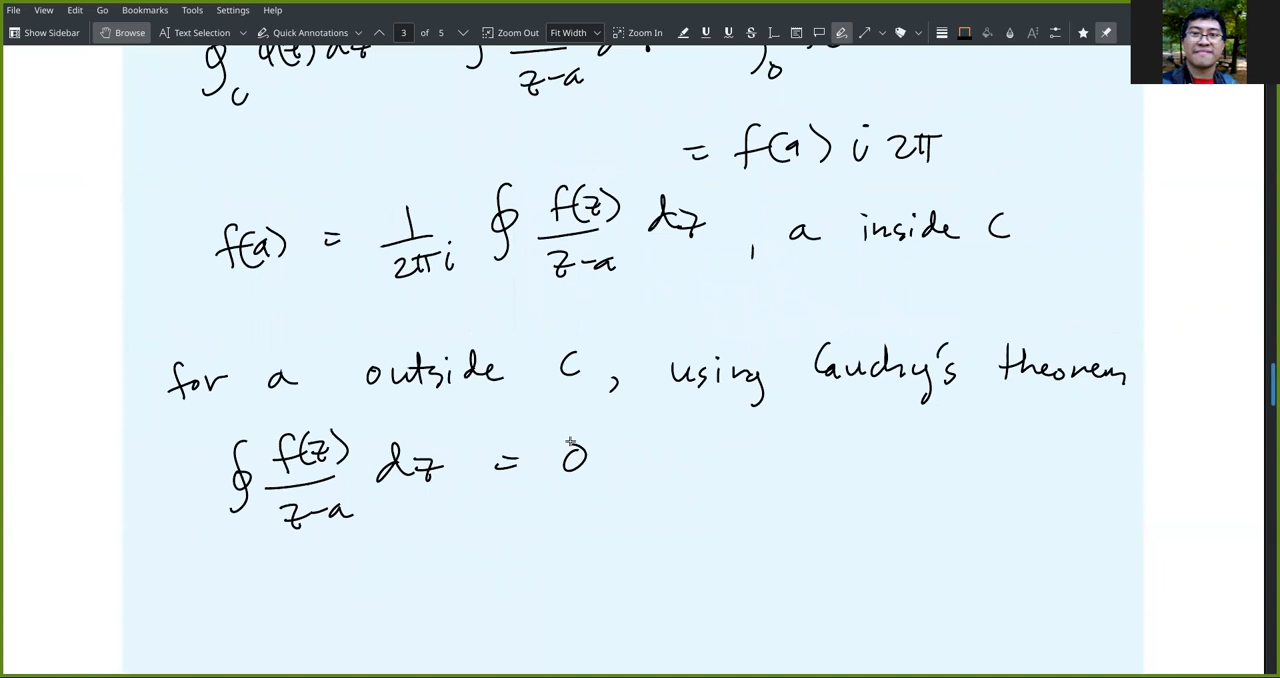 File View Edit Go Bookmarks Tools Settings Help
Show Sidebar Browse Text Selection Quick Annotations 3 of 5 Zoom Out Fit Width Zoom In
z-a
= f(a) i 2π
f(a) = 1/2πi ∮ f(z)/z-a dz , a inside C
for a outside C, using Cauchy's theorem
∮ f(z)/z-a dz = 0